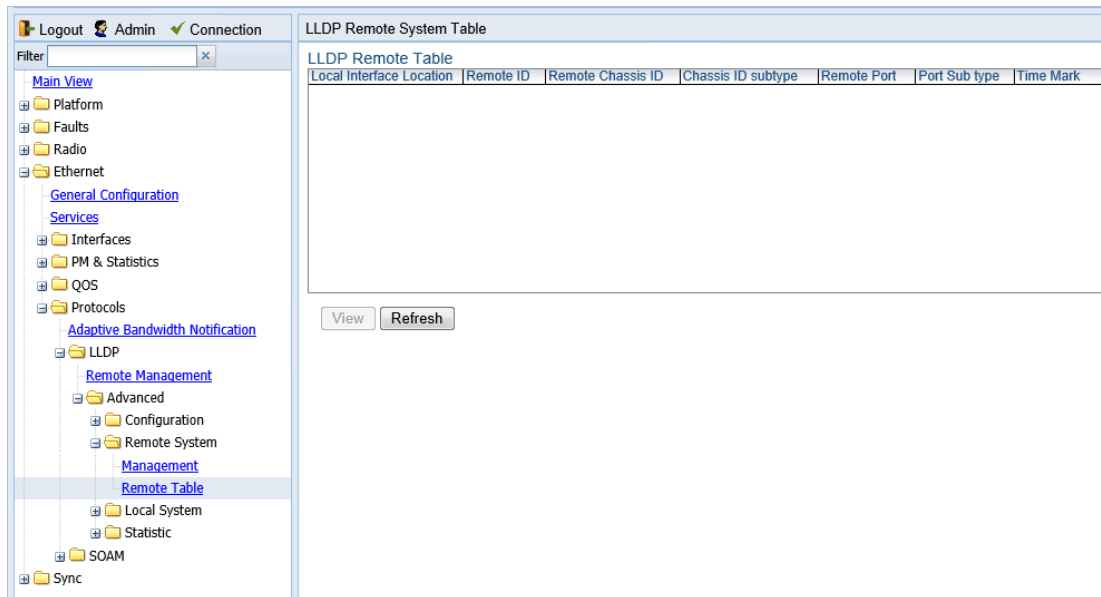 Logout Admin Connection
Filter
Main View
Platform
Faults
Radio
Ethernet
General Configuration
Services
Interfaces
PM & Statistics
QOS
Protocols
Adaptive Bandwidth Notification
LLDP
Remote Management
Advanced
Configuration
Remote System
Management
Remote Table
Local System
Statistic
SOAM
Sync
LLDP Remote System Table
LLDP Remote Table
Local Interface Location Remote ID Remote Chassis ID Chassis ID subtype Remote Port Port Sub type Time Mark
View Refresh